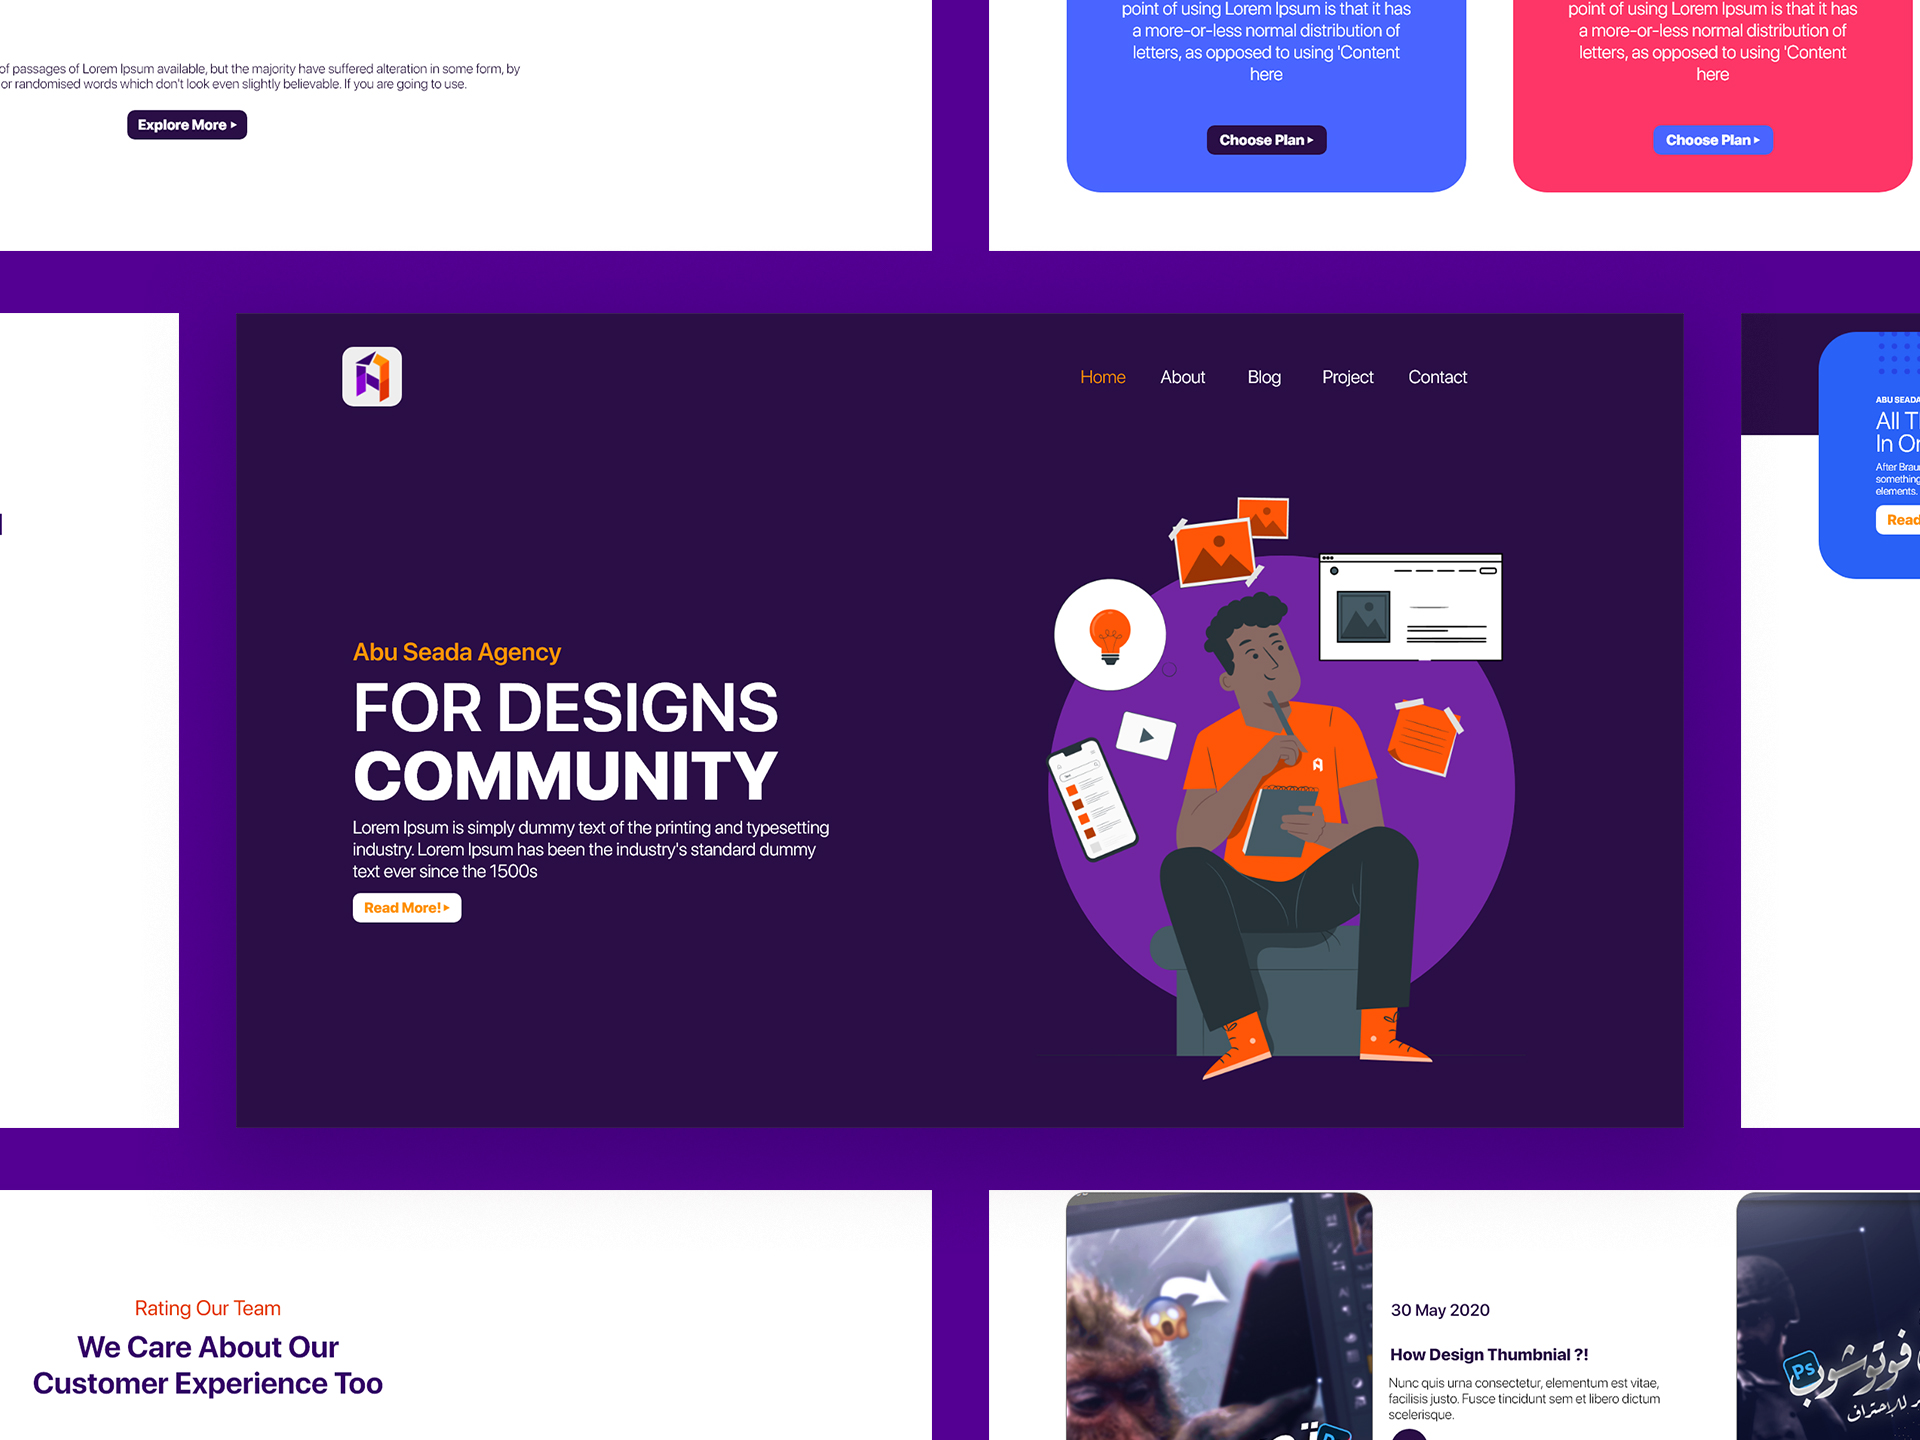 of passages of Lorem Ipsum available, but the majority have suffered alteration in some form, by
or randomised words which don't look even slightly believable. If you are going to use.
Explore More
point of using Lorem Ipsum is that it has
a more-or-less normal distribution of
letters, as opposed to using 'Content
here
Choose Plan
point of using Lorem Ipsum is that it has
a more-or-less normal distribution of
letters, as opposed to using 'Content
here
Choose Plan
Home About Blog Project Contact
Abu Seada Agency
FOR DESIGNS
COMMUNITY
Lorem Ipsum is simply dummy text of the printing and typesetting
industry. Lorem Ipsum has been the industry's standard dummy
text ever since the 1500s
Read More!
ABU SEADA
All
In
After
something
elements.
Read
Rating Our Team
We Care About Our
Customer Experience Too
30 May 2020
How Design Thumbnial ?!
Nunc quis urna consectetur, elementum est vitae,
facilisis justo. Fusce tincidunt sem et libero dictum
scelerisque.
Ps
فوتوشوب
للإحتراف